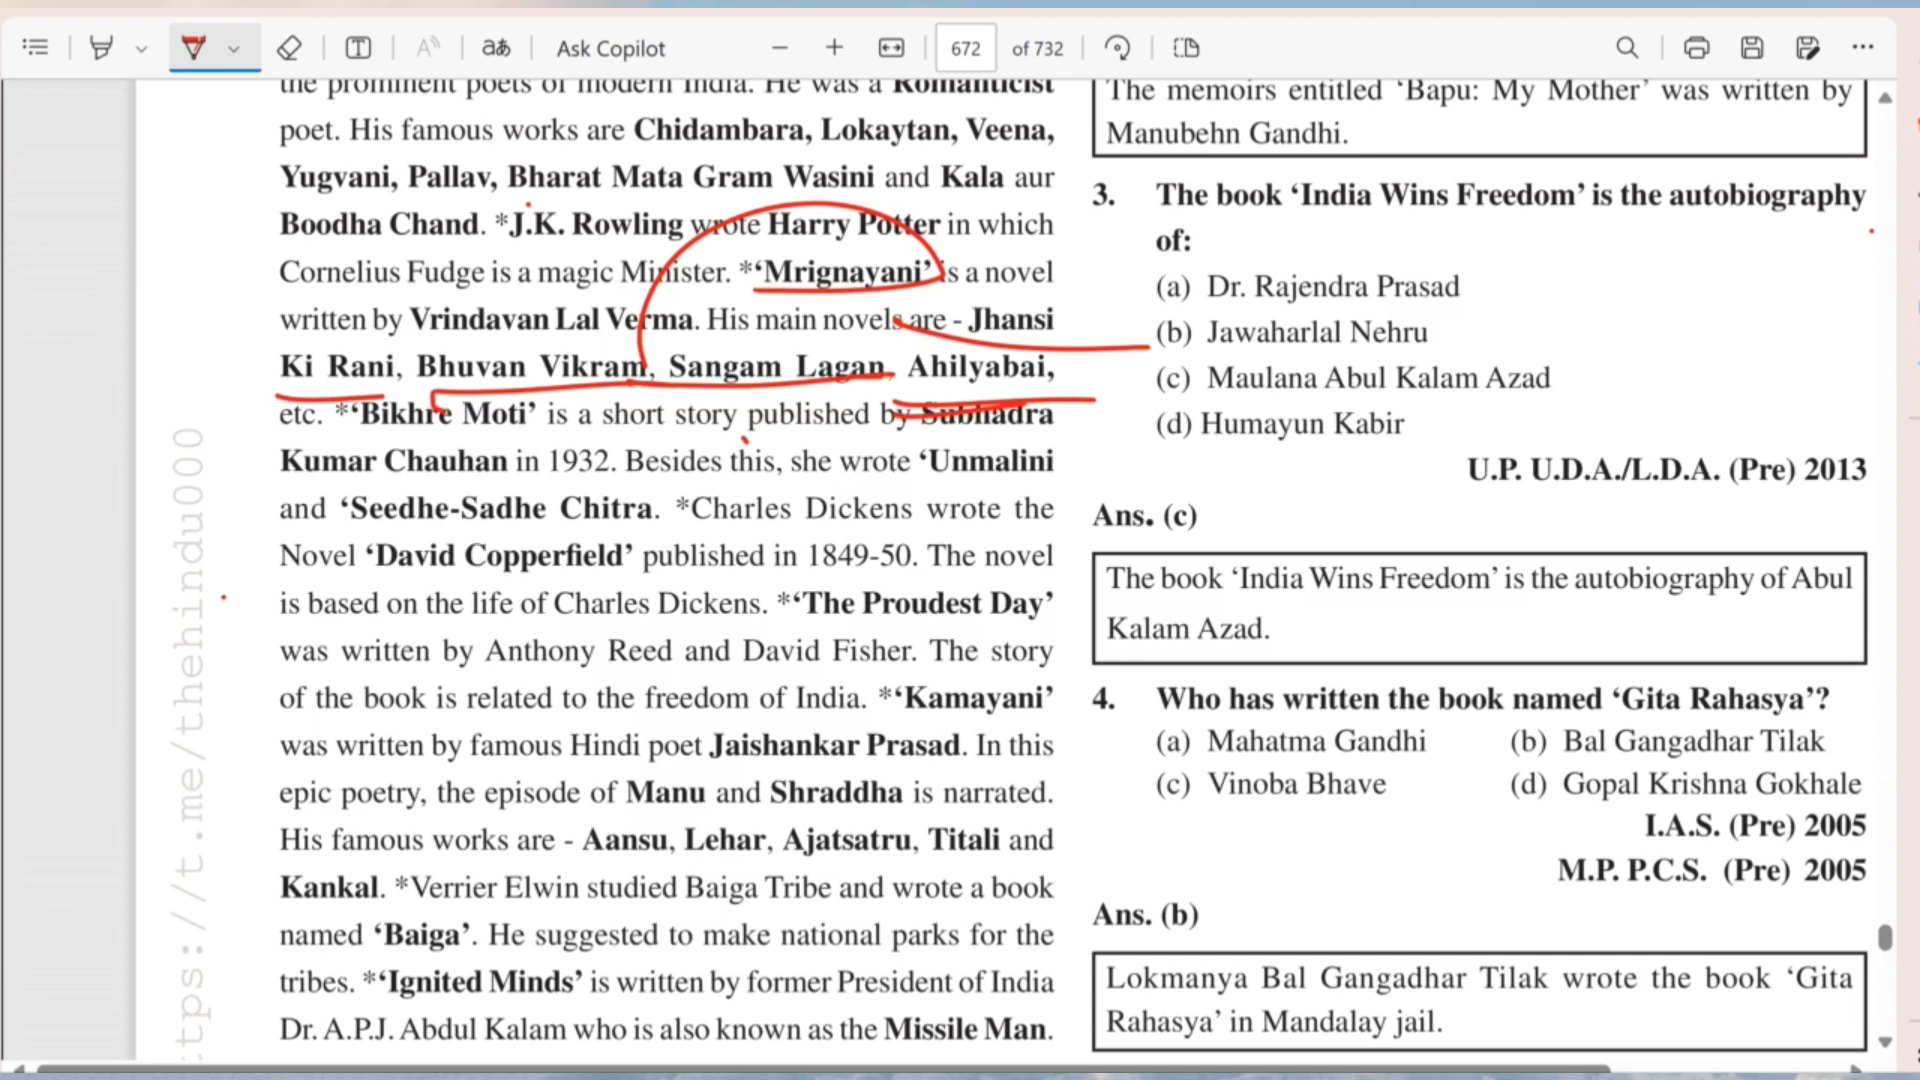 Ask Copilot
672 of 732
the prominent poets of modern India. He was a Romanticist
poet. His famous works are Chidambara, Lokaytan, Veena,
Yugvani, Pallav, Bharat Mata Gram Wasini and Kala aur
Boodha Chand. *J.K. Rowling wrote Harry Potter in which
Cornelius Fudge is a magic Minister. *‘Mrignayani’ is a novel
written by Vrindavan Lal Verma. His main novels are - Jhansi
Ki Rani, Bhuvan Vikram, Sangam Lagan, Ahilyabai,
etc. *‘Bikhre Moti’ is a short story published by Subhadra
Kumar Chauhan in 1932. Besides this, she wrote ‘Unmalini
and ‘Seedhe-Sadhe Chitra. *Charles Dickens wrote the
Novel ‘David Copperfield’ published in 1849-50. The novel
is based on the life of Charles Dickens. *‘The Proudest Day’
was written by Anthony Reed and David Fisher. The story
of the book is related to the freedom of India. *‘Kamayani’
was written by famous Hindi poet Jaishankar Prasad. In this
epic poetry, the episode of Manu and Shraddha is narrated.
His famous works are - Aansu, Lehar, Ajatsatru, Titali and
Kankal. *Verrier Elwin studied Baiga Tribe and wrote a book
named ‘Baiga’. He suggested to make national parks for the
tribes. *‘Ignited Minds’ is written by former President of India
Dr. A.P.J. Abdul Kalam who is also known as the Missile Man.
The memoirs entitled ‘Bapu: My Mother’ was written by
Manubehn Gandhi.
3. The book ‘India Wins Freedom’ is the autobiography
of:
(a) Dr. Rajendra Prasad
(b) Jawaharlal Nehru
(c) Maulana Abul Kalam Azad
(d) Humayun Kabir
U.P. U.D.A./L.D.A. (Pre) 2013
Ans. (c)
The book ‘India Wins Freedom’ is the autobiography of Abul
Kalam Azad.
4. Who has written the book named ‘Gita Rahasya’?
(a) Mahatma Gandhi (b) Bal Gangadhar Tilak
(c) Vinoba Bhave (d) Gopal Krishna Gokhale
I.A.S. (Pre) 2005
M.P. P.C.S. (Pre) 2005
Ans. (b)
Lokmanya Bal Gangadhar Tilak wrote the book ‘Gita
Rahasya’ in Mandalay jail.
ttps://t.me/thehindu000